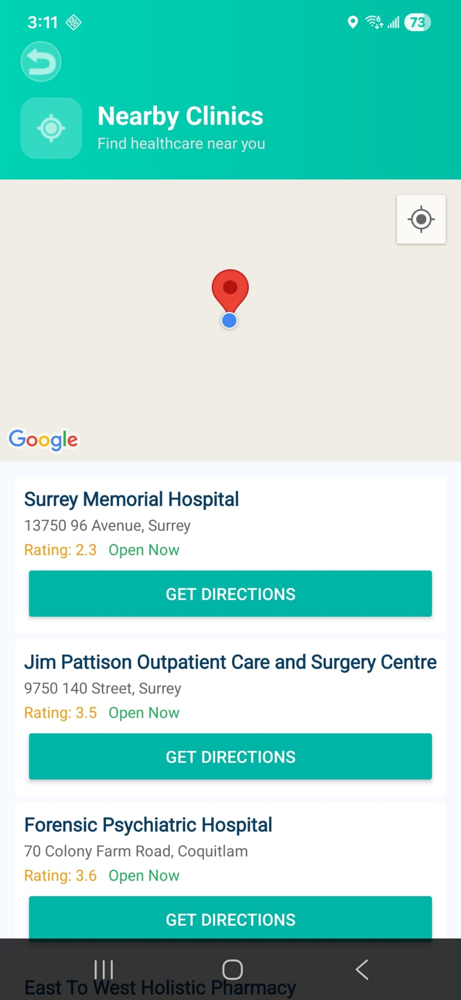 3:11
6
73
Nearby Clinics
Find healthcare near you
Google
Surrey Memorial Hospital
13750 96 Avenue, Surrey
Rating: 2.3 Open Now
GET DIRECTIONS
Jim Pattison Outpatient Care and Surgery Centre
9750 140 Street, Surrey
Rating: 3.5 Open Now
GET DIRECTIONS
Forensic Psychiatric Hospital
70 Colony Farm Road, Coquitlam
Rating: 3.6 Open Now
GET DIRECTIONS
East To West Holistic Pharmacy